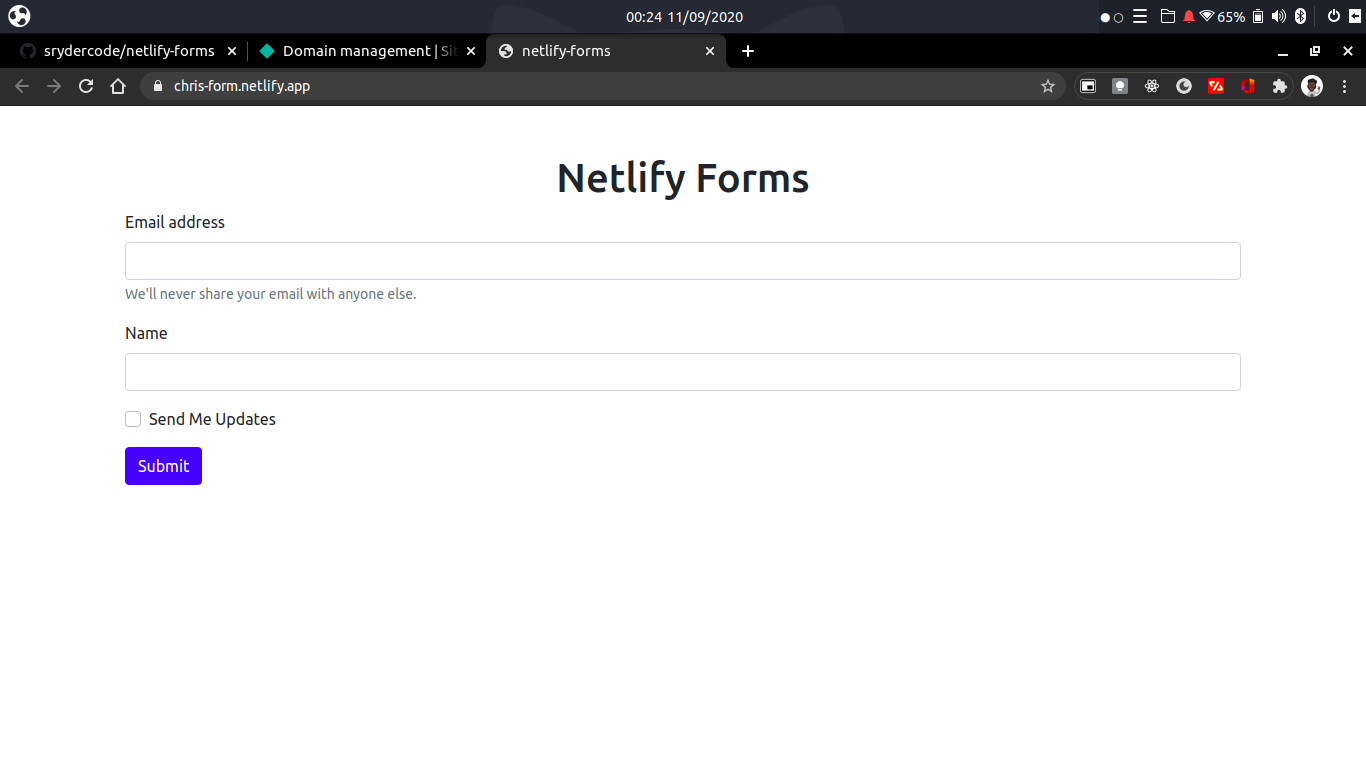 00:24 11/09/2020
65%
srydercode/netlify-forms
Domain management | Sit
netlify-forms
chris-form.netlify.app
Netlify Forms
Email address
We'll never share your email with anyone else.
Name
Send Me Updates
Submit